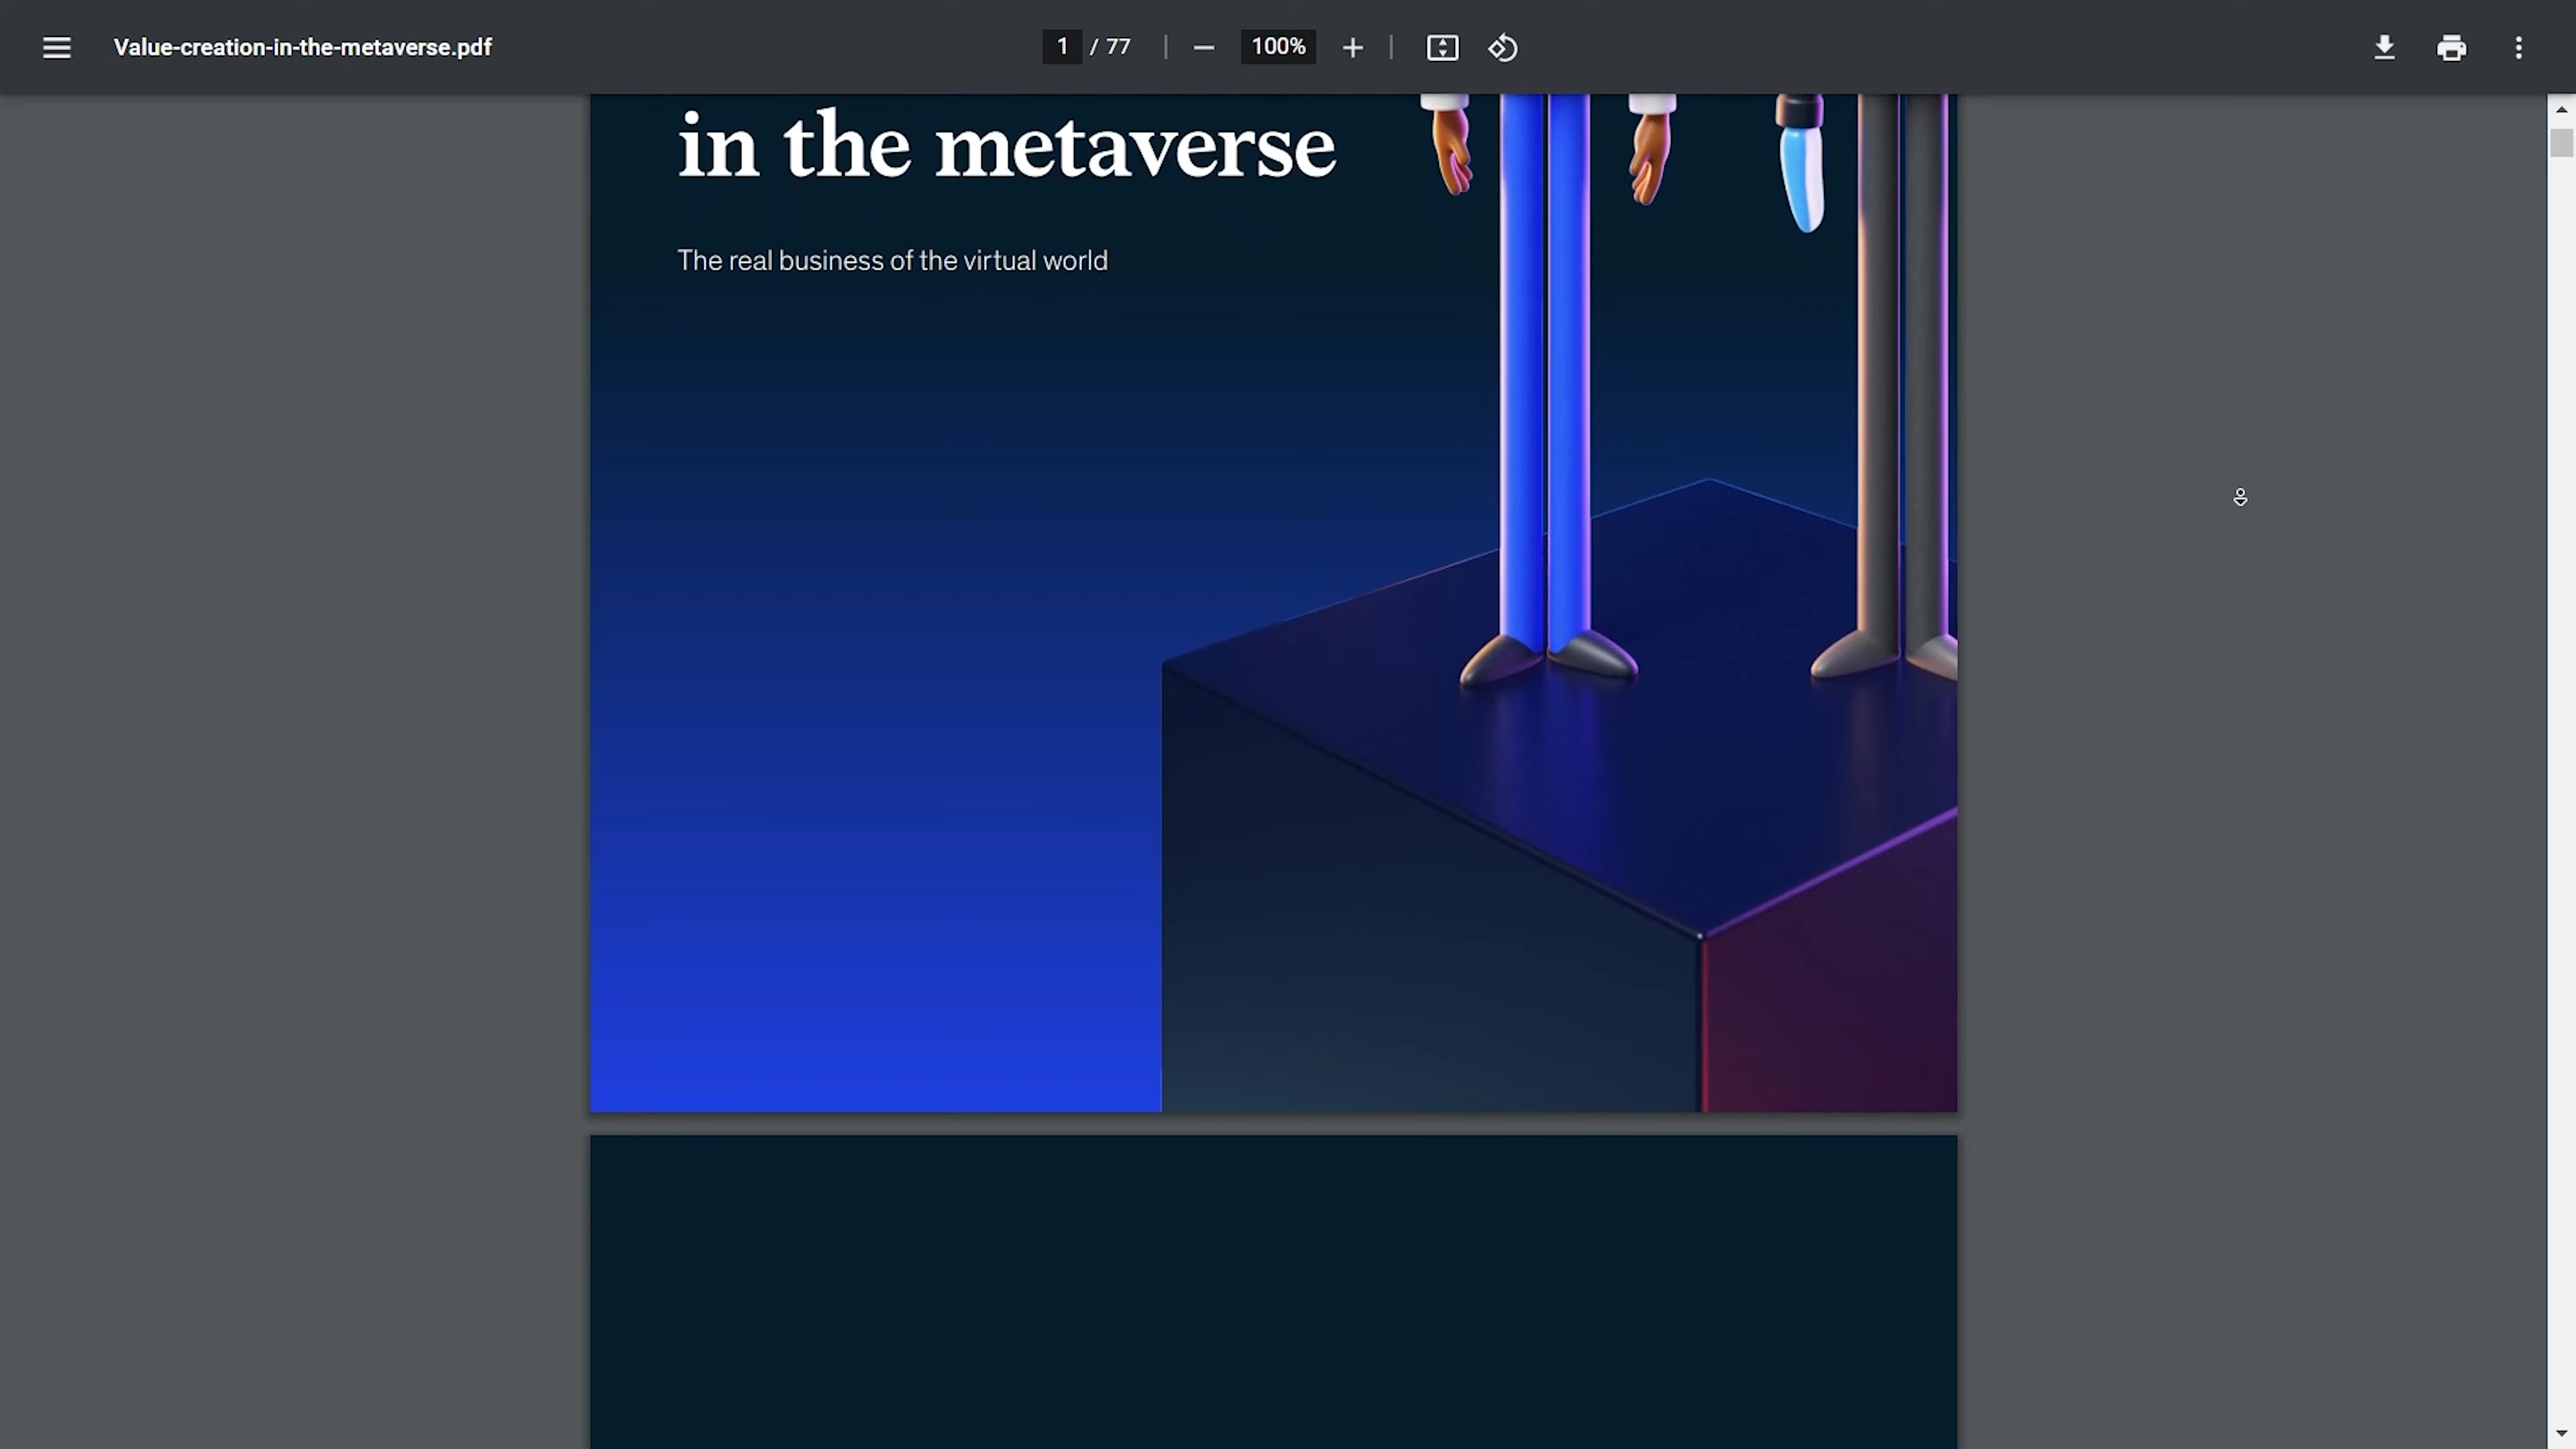 Value-creation-in-the-metaverse.pdf
1 / 77
100%
in the metaverse
The real business of the virtual world